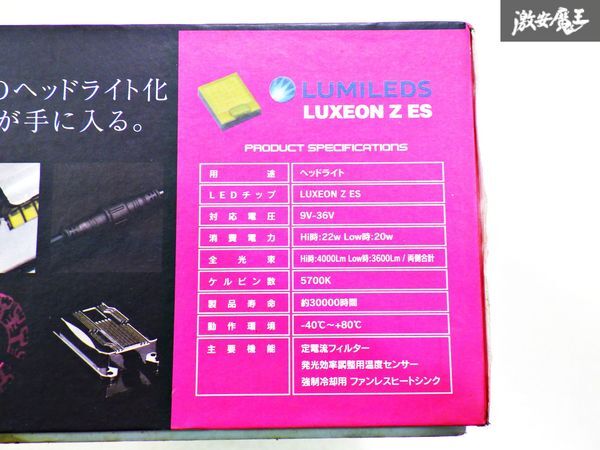 激安魔王
のヘッドライト化
が手に入る。
LUMILEDS
LUXEON Z ES
PRODUCT SPECIFICATIONS
用途 ヘッドライト
LEDチップ LUXEON Z ES
対応電圧 9V-36V
消費電力 Hi時:22w Low時:20w
全光束 Hi時:4000Lm Low時:3600Lm / 両側合計
ケルビン数 5700K
製品寿命 約30000時間
動作環境 -40℃〜+80℃
主要機能 定電流フィルター
発光効率調整用温度センサー
強制冷却用 ファンレスヒートシンク